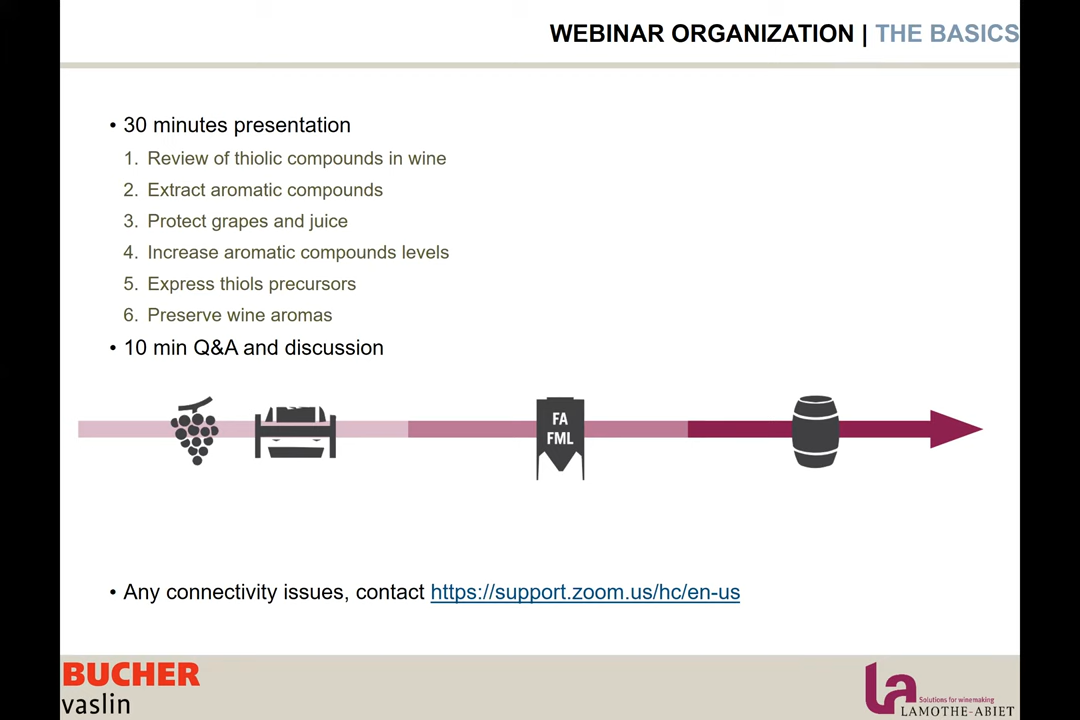 WEBINAR ORGANIZATION | THE BASICS
• 30 minutes presentation
1. Review of thiolic compounds in wine
2. Extract aromatic compounds
3. Protect grapes and juice
4. Increase aromatic compounds levels
5. Express thiols precursors
6. Preserve wine aromas
• 10 min Q&A and discussion
FA
FML
• Any connectivity issues, contact https://support.zoom.us/hc/en-us
BUCHER
vaslin
la
Solutions for winemaking
LAMOTHE-ABIET